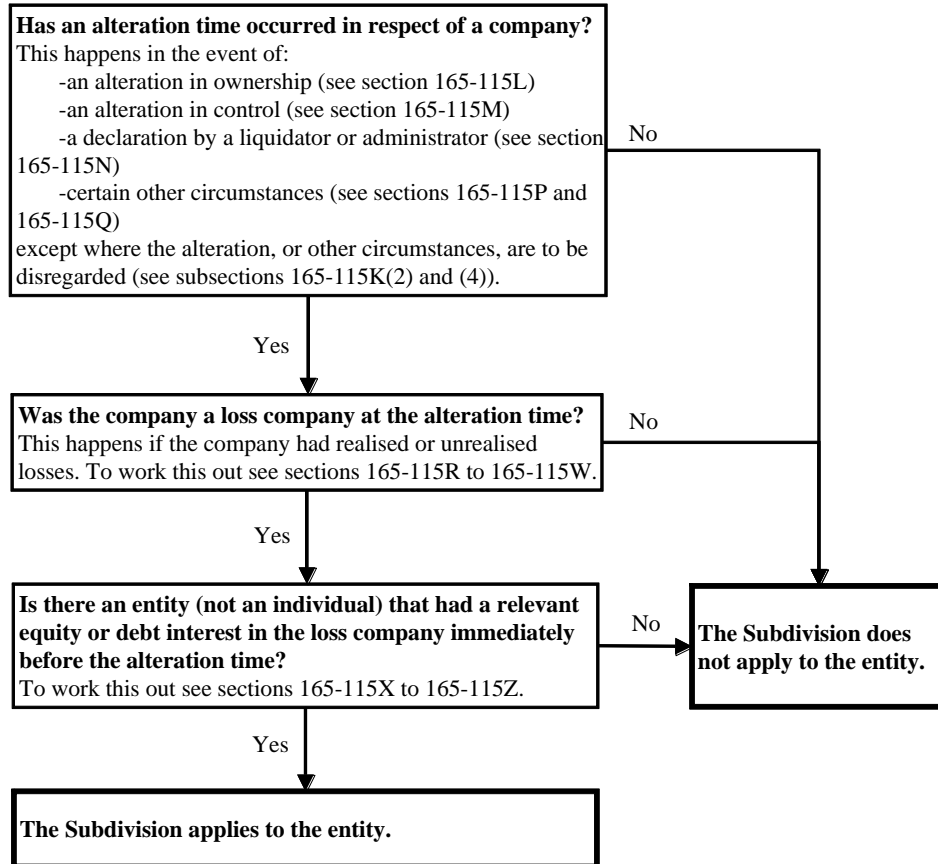 Has an alteration time occurred in respect of a company?
This happens in the event of:
-an alteration in ownership (see section 165-115L)
-an alteration in control (see section 165-115M)
-a declaration by a liquidator or administrator (see section
165-115N)
-certain other circumstances (see sections 165-115P and
165-115Q)
except where the alteration, or other circumstances, are to be
disregarded (see subsections 165-115K(2) and (4)).
No
Yes
Was the company a loss company at the alteration time?
This happens if the company had realised or unrealised
losses. To work this out see sections 165-115R to 165-115W.
No
Yes
Is there an entity (not an individual) that had a relevant
equity or debt interest in the loss company immediately
before the alteration time?
To work this out see sections 165-115X to 165-115Z.
No
The Subdivision does
not apply to the entity.
Yes
The Subdivision applies to the entity.